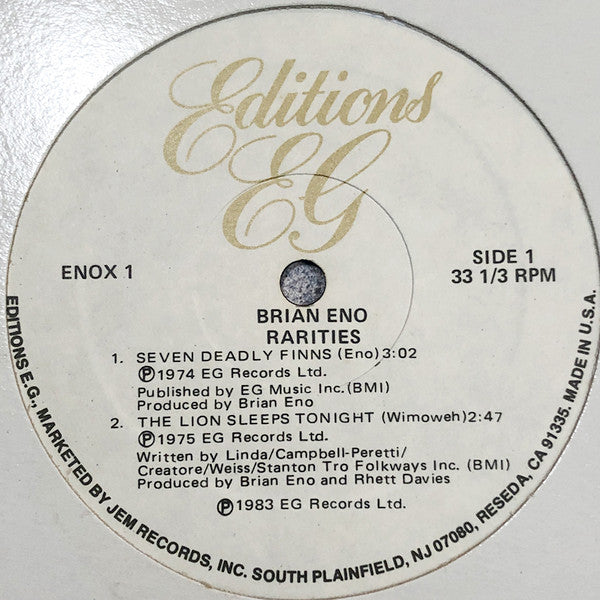 Editions
EG
ENOX 1
SIDE 1
33 1/3 RPM
BRIAN ENO
RARITIES
1. SEVEN DEADLY FINNS (Eno)3:02
Ⓟ1974 EG Records Ltd.
Published by EG Music Inc.(BMI)
Produced by Brian Eno
2. THE LION SLEEPS TONIGHT (Wimoweh)2:47
Ⓟ1975 EG Records Ltd.
Written by Linda/Campbell-Peretti/
Creatore/Weiss/Stanton Tro Folkways Inc. (BMI)
Produced by Brian Eno and Rhett Davies
Ⓟ1983 EG Records Ltd.
EDITIONS E.G., MARKETED BY JEM RECORDS, INC. SOUTH PLAINFIELD, NJ 07080, RESEDA, CA 91335. MADE IN U.S.A.